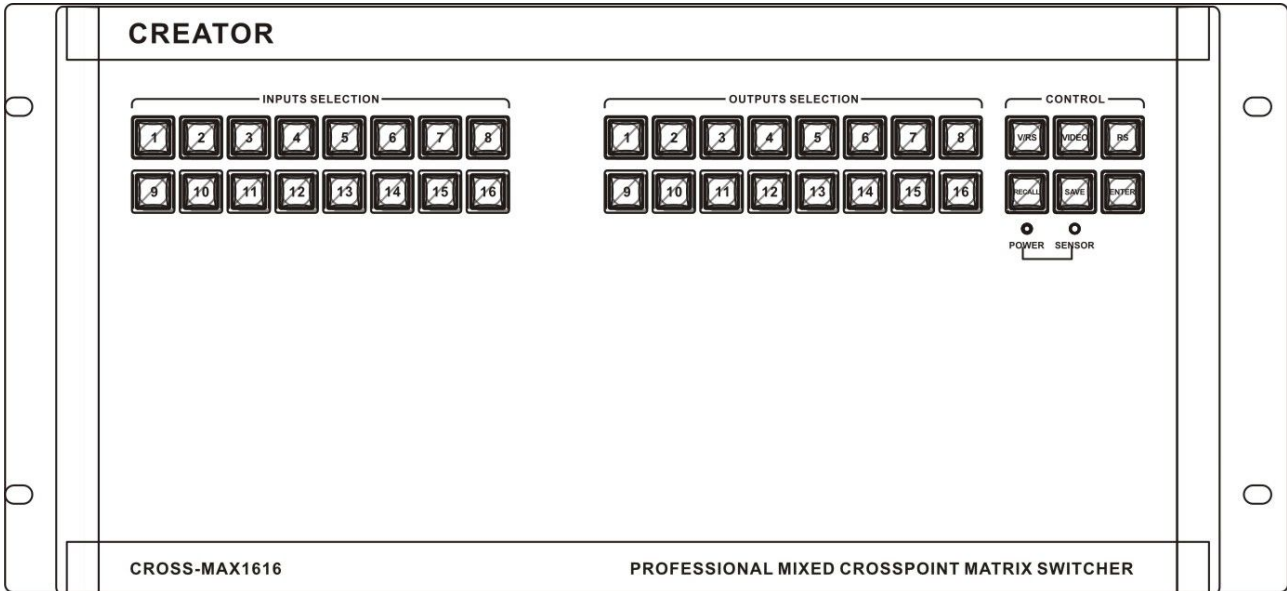 CREATOR
INPUTS SELECTION
1 2 3 4 5 6 7 8
9 10 11 12 13 14 15 16
OUTPUTS SELECTION
1 2 3 4 5 6 7 8
9 10 11 12 13 14 15 16
CONTROL
V/RS VIDEO RS
RECALL SAVE ENTER
POWER SENSOR
CROSS-MAX1616
PROFESSIONAL MIXED CROSSPOINT MATRIX SWITCHER